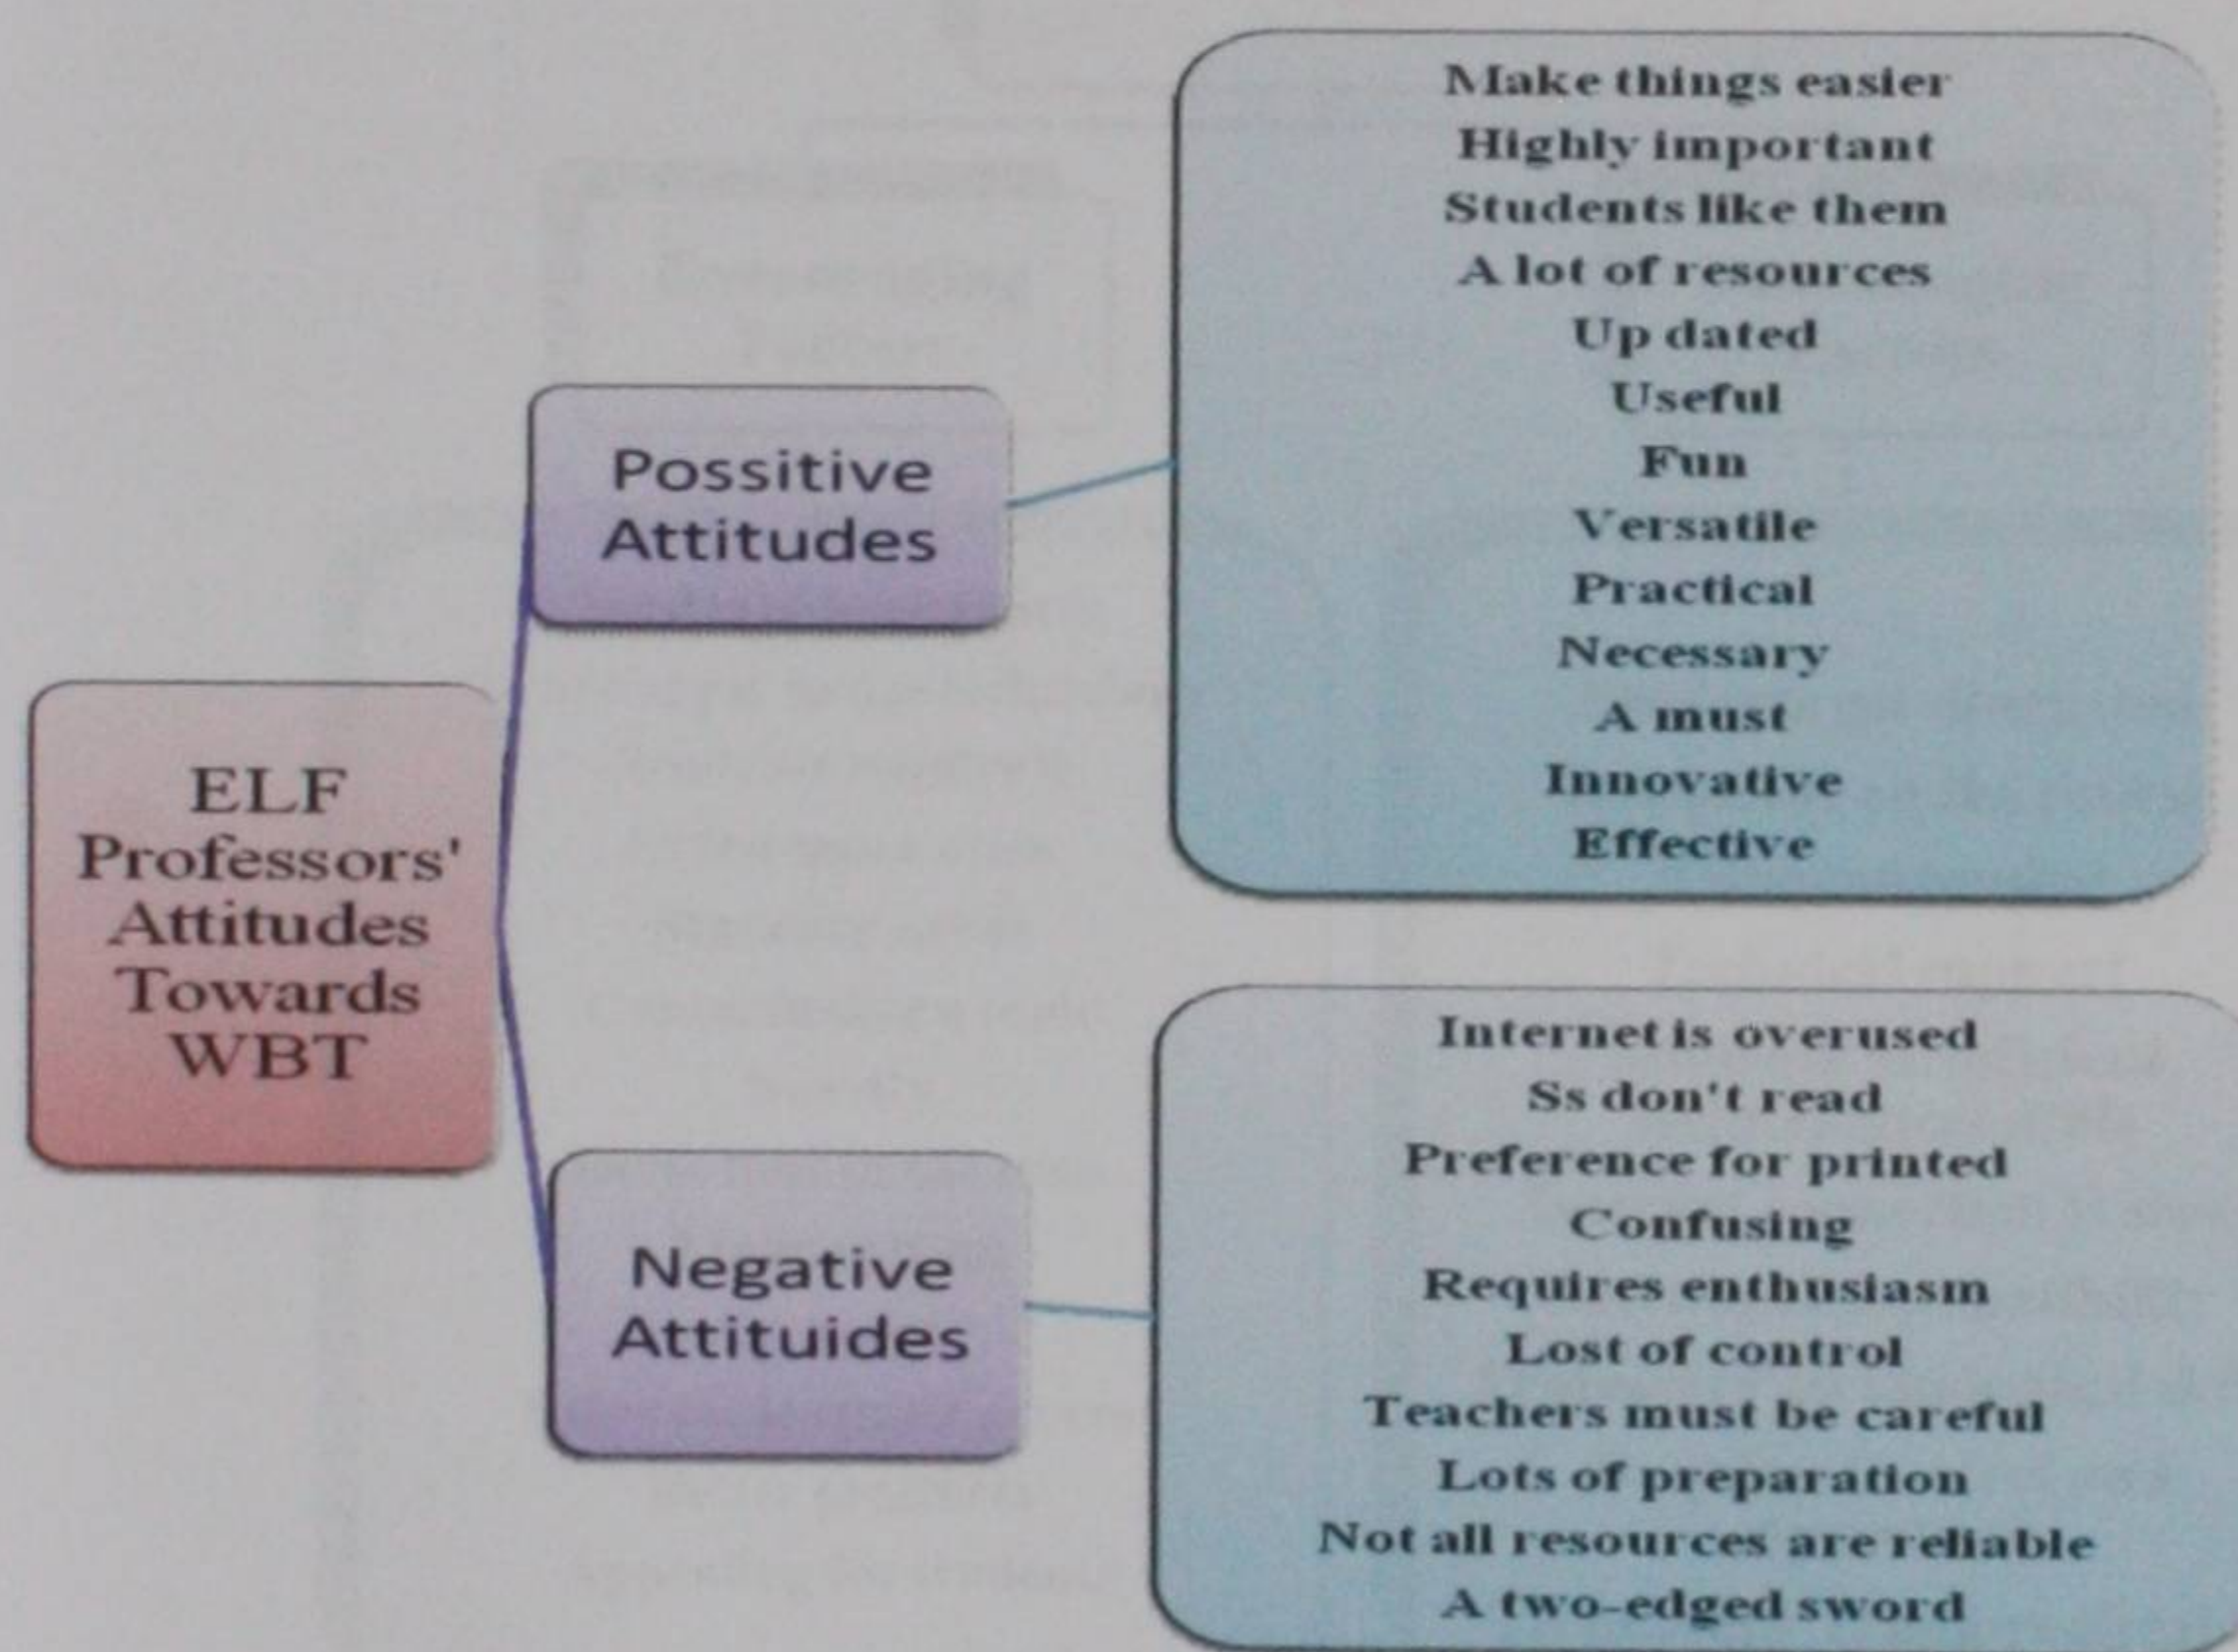 ELF
Professors'
Attitudes
Towards
WBT
Possitive
Attitudes
Make things easier
Highly important
Students like them
A lot of resources
Up dated
Useful
Fun
Versatile
Practical
Necessary
A must
Innovative
Effective
Negative
Attituides
Internet is overused
Ss don't read
Preference for printed
Confusing
Requires enthusiasm
Lost of control
Teachers must be careful
Lots of preparation
Not all resources are reliable
A two-edged sword